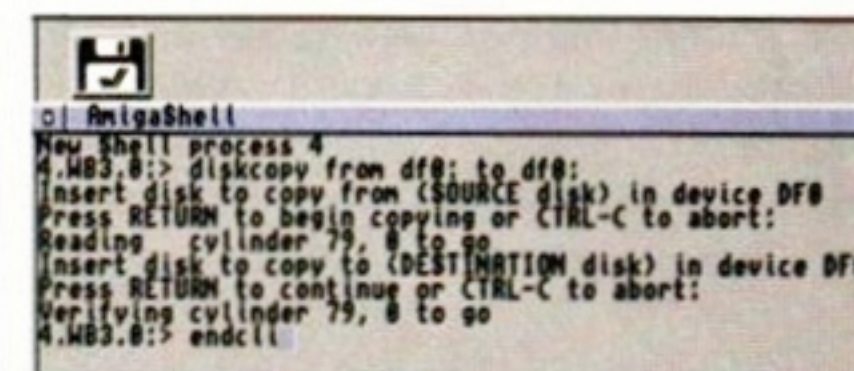 AmigaShell
New Shell process 4
4.WB3.0:> diskcopy from df0: to df0:
Insert disk to copy from (SOURCE disk) in device DF0
Press RETURN to begin copying or CTRL-C to abort:
Reading cylinder 79, 0 to go
Insert disk to copy to (DESTINATION disk) in device DF
Press RETURN to continue or CTRL-C to abort:
Verifying cylinder 79, 0 to go
4.WB3.0:> endcli